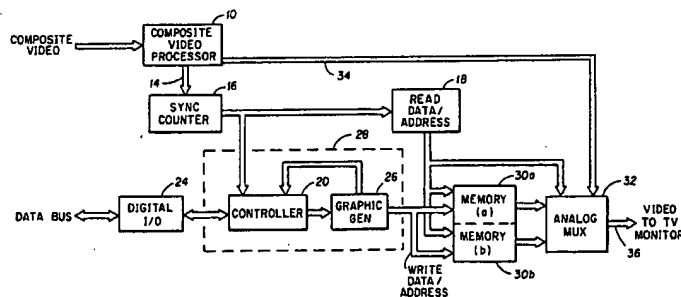 10
COMPOSITE
VIDEO
COMPOSITE
VIDEO
PROCESSOR
34
14
16
SYNC
COUNTER
18
READ
DATA/
ADDRESS
28
24
20
26
30a
32
DATA BUS
DIGITAL
I/O
CONTROLLER
GRAPHIC
GEN
MEMORY
(a)
MEMORY
(b)
ANALOG
MUX
VIDEO
TO TV
MONITOR
36
WRITE DATA/
ADDRESS
30b